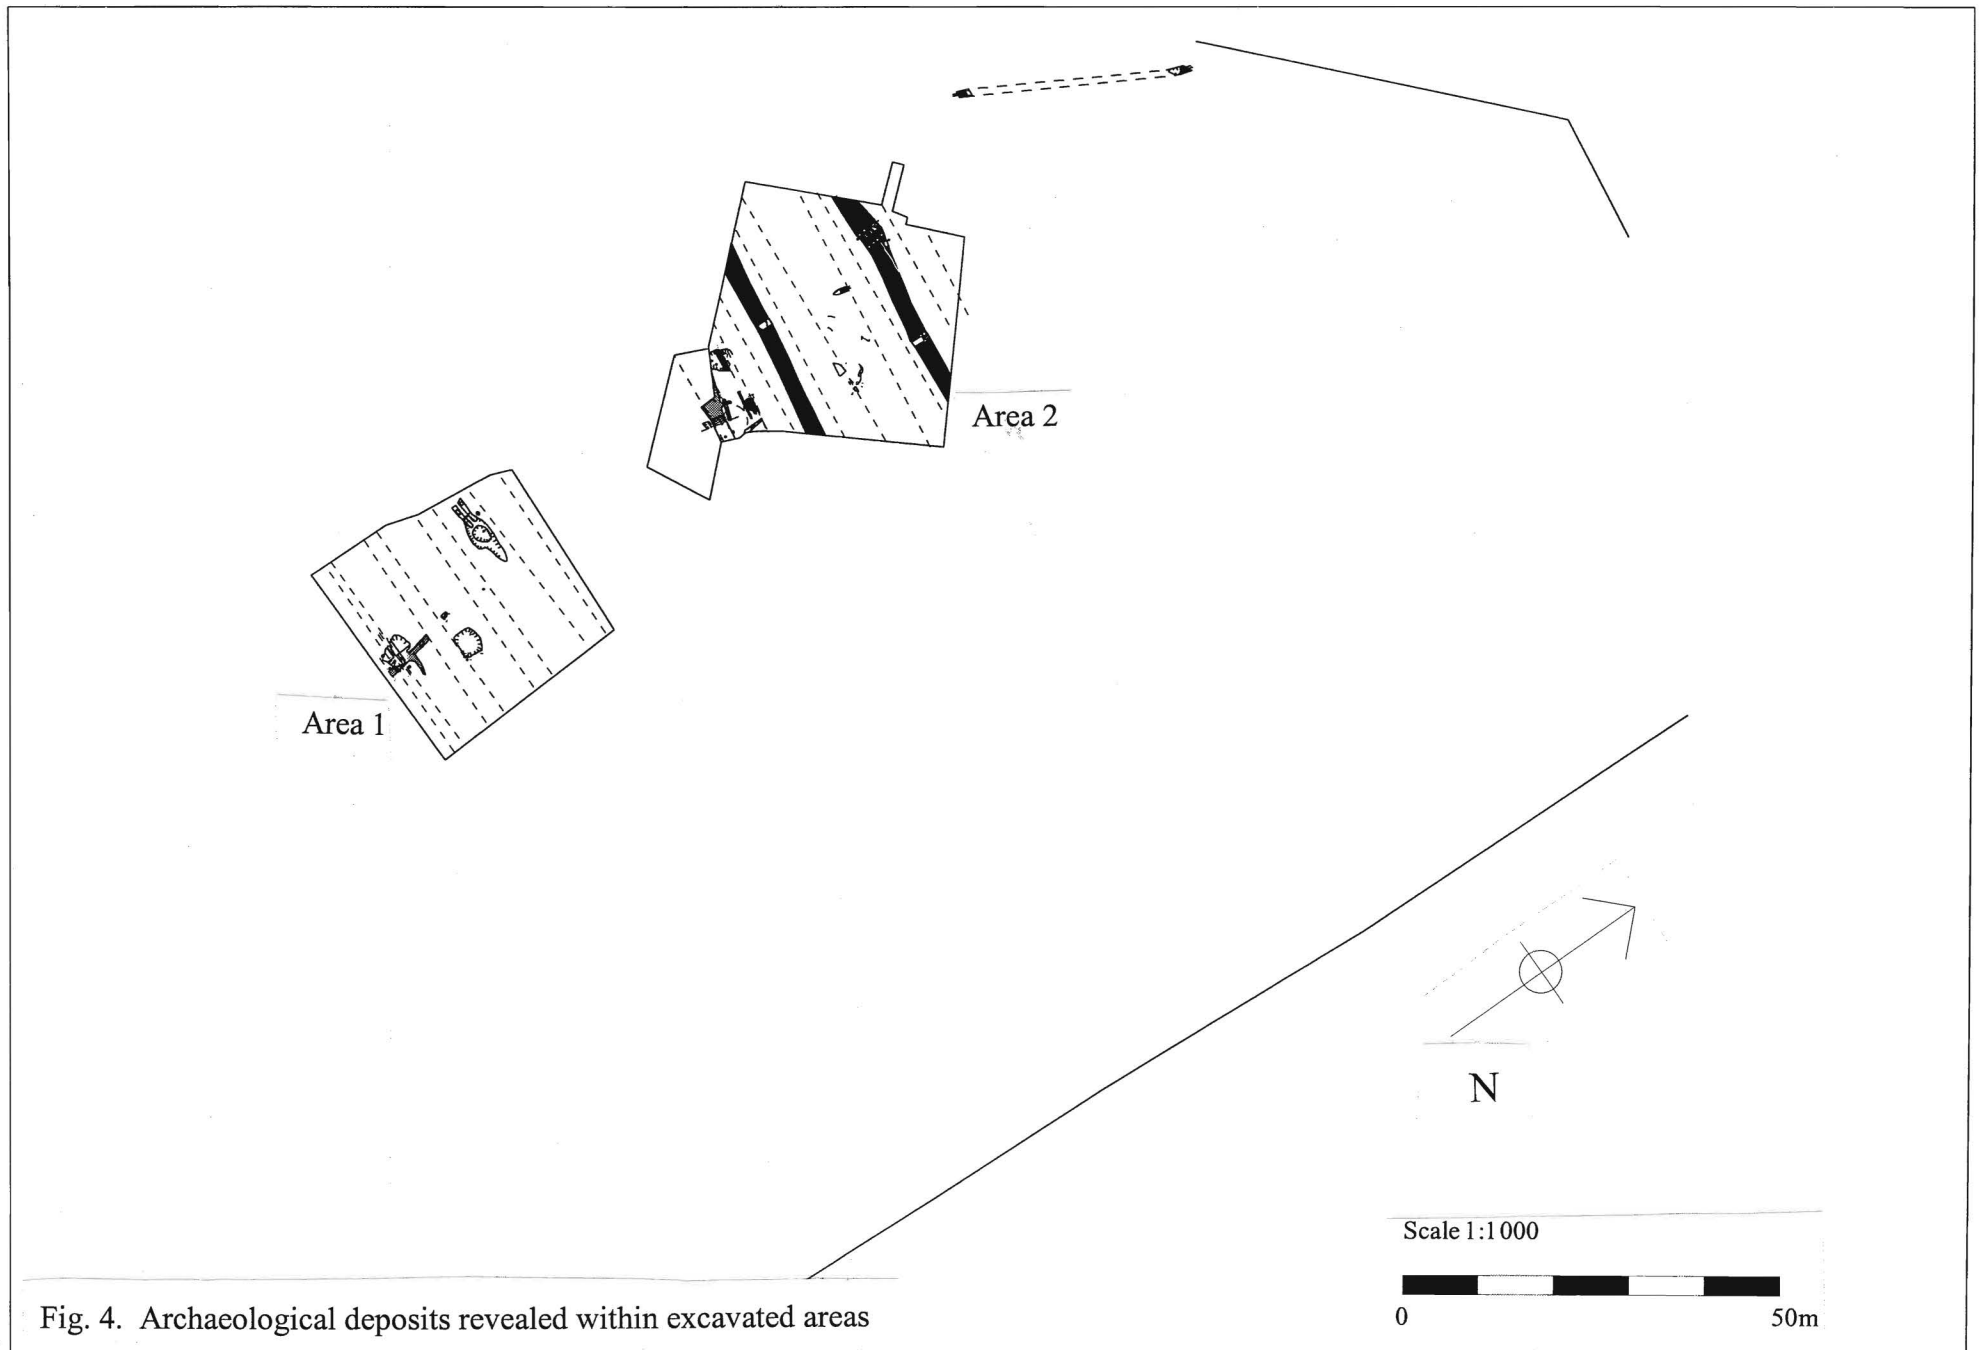 Area 2
Area 1
N
Scale 1:1000
0 50m
Fig. 4. Archaeological deposits revealed within excavated areas